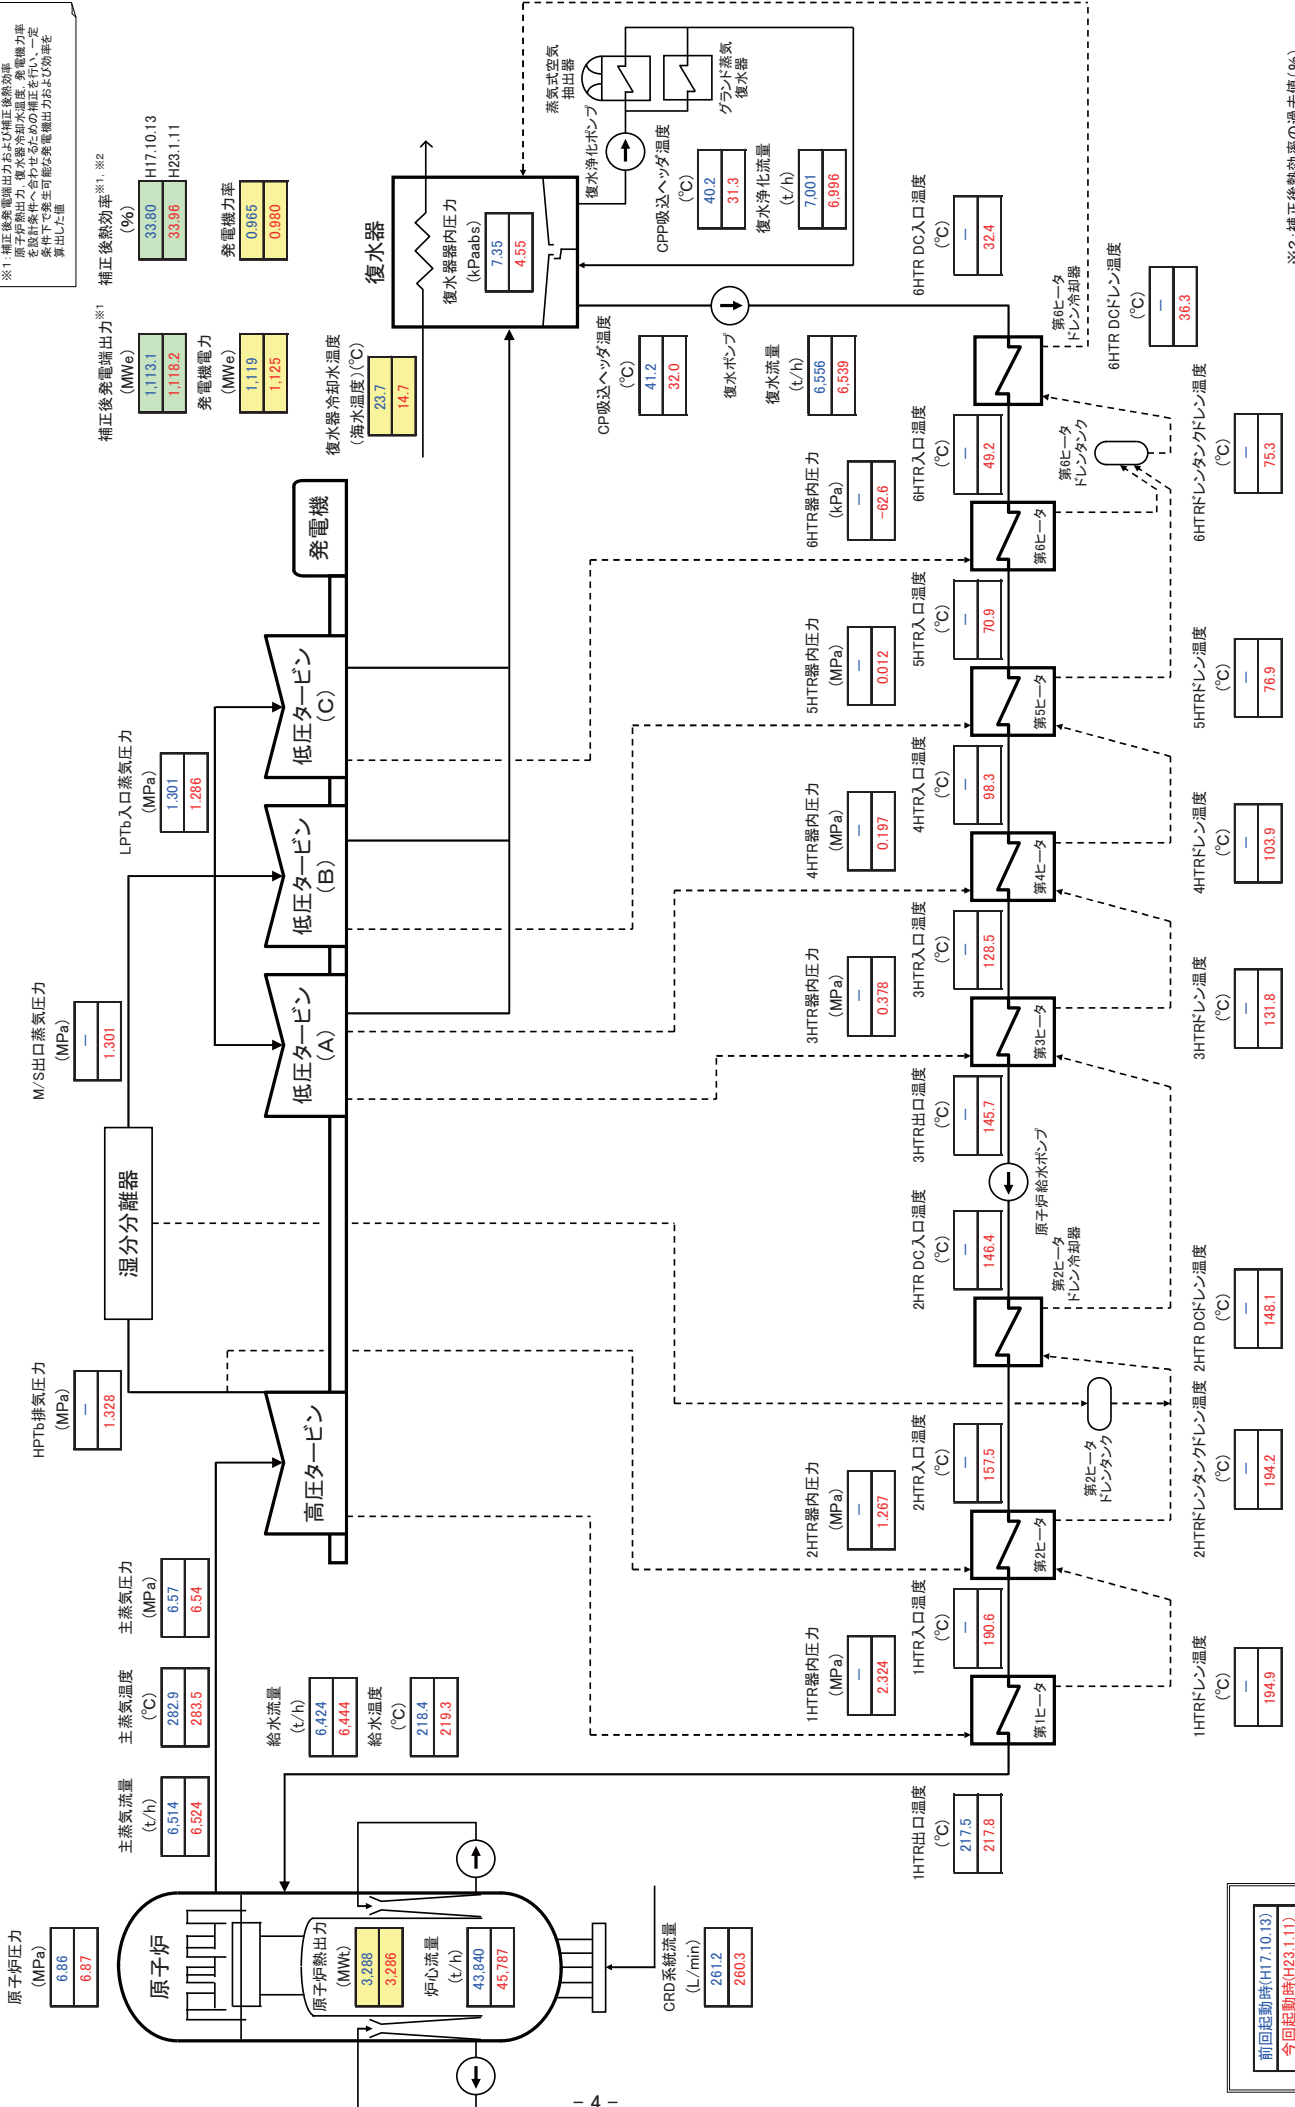 ※1:補正後発電端出力および補正後熱効率
原子炉熱出力、復水器冷却水温度、発電機力率
を設計条件へ合わせるための補正を行い、一定
条件下で発生可能な発電機出力および効率を
算出した値
補正後発電端出力※1
(MWe)
1,113.1
1,118.2
補正後熱効率※1、※2
(%)
33.80
33.96
H17.10.13
H23.1.11
発電機電力
(MWe)
1,119
1,125
発電機力率
0.965
0.980
原子炉圧力
(MPa)
6.86
6.87
主蒸気流量
(t/h)
6,514
6,524
主蒸気温度
(℃)
282.9
283.5
主蒸気圧力
(MPa)
6.57
6.54
HPTb排気圧力
(MPa)
-
1.328
湿分分離器
M/S出口蒸気圧力
(MPa)
-
1.301
LPTb入口蒸気圧力
(MPa)
1.301
1.286
原子炉
原子炉熱出力
(MWt)
3,288
3,286
炉心流量
(t/h)
43,840
45,787
CRD系統流量
(L/min)
261.2
260.3
給水流量
(t/h)
6,424
6,444
給水温度
(℃)
218.4
219.3
高圧タービン
低圧タービン
(A)
低圧タービン
(B)
低圧タービン
(C)
発電機
復水器冷却水温度
(海水温度)(℃)
23.7
14.7
復水器
復水器器内圧力
(kPaabs)
7.35
4.55
蒸気式空気
抽出器
グランド蒸気
復水器
復水浄化ポンプ
CPP吸込ヘッダ温度
(℃)
40.2
31.3
復水浄化流量
(t/h)
7,001
6,996
CP吸込ヘッダ温度
(℃)
41.2
32.0
復水ポンプ
復水流量
(t/h)
6,556
6,539
1HTR器内圧力
(MPa)
-
2.324
2HTR器内圧力
(MPa)
-
1.267
3HTR器内圧力
(MPa)
-
0.378
4HTR器内圧力
(MPa)
-
0.197
5HTR器内圧力
(MPa)
-
0.012
6HTR器内圧力
(kPa)
-
-62.6
1HTR出口温度
(℃)
217.5
217.8
1HTR入口温度
(℃)
-
190.6
2HTR入口温度
(℃)
-
157.5
2HTR DC入口温度
(℃)
-
146.4
3HTR出口温度
(℃)
-
145.7
3HTR入口温度
(℃)
-
128.5
4HTR入口温度
(℃)
-
98.3
5HTR入口温度
(℃)
-
70.9
6HTR入口温度
(℃)
-
49.2
6HTR DC入口温度
(℃)
-
32.4
第1ヒータ
第2ヒータ
第2ヒータ
ドレンタンク
第2ヒータ
ドレン冷却器
原子炉給水ポンプ
第3ヒータ
第4ヒータ
第5ヒータ
第6ヒータ
第6ヒータ
ドレンタンク
第6ヒータ
ドレン冷却器
1HTRドレン温度
(℃)
-
194.9
2HTRドレンタンクドレン温度
(℃)
-
194.2
2HTR DCドレン温度
(℃)
-
148.1
3HTRドレン温度
(℃)
-
131.8
4HTRドレン温度
(℃)
-
103.9
5HTRドレン温度
(℃)
-
76.9
6HTRドレンタンクドレン温度
(℃)
-
75.3
6HTR DCドレン温度
(℃)
-
36.3
前回起動時(H17.10.13)
今回起動時(H23.1.11)
※2:補正後熱効率の過去値(%)
- 4 -